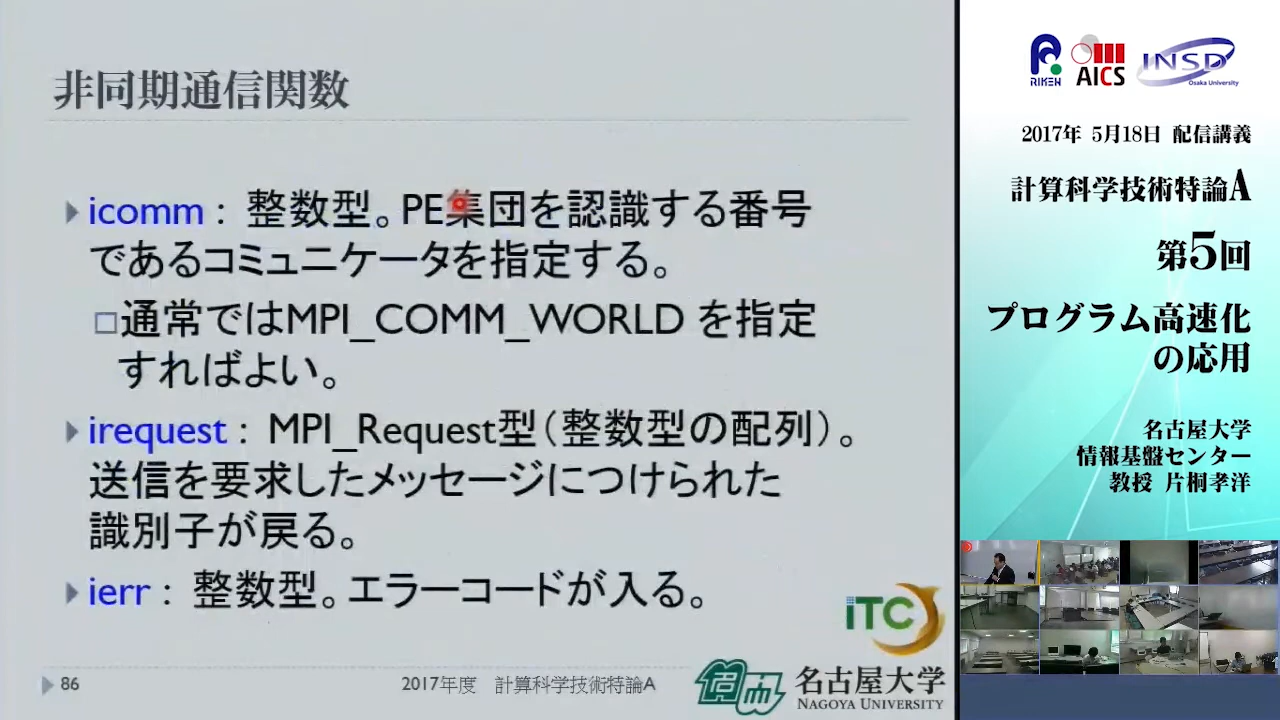 非同期通信関数
icomm : 整数型。PE集団を認識する番号
であるコミュニケータを指定する。
通常ではMPI_COMM_WORLD を指定
すればよい。
irequest : MPI_Request型（整数型の配列）。
送信を要求したメッセージにつけられた
識別子が戻る。
ierr : 整数型。エラーコードが入る。
86
2017年度 計算科学技術特論A
iTC
名古屋大学
NAGOYA UNIVERSITY
RIKEN
AICS
INSD
Osaka University
2017年 5月18日 配信講義
計算科学技術特論A
第5回
プログラム高速化
の応用
名古屋大学
情報基盤センター
教授 片桐孝洋